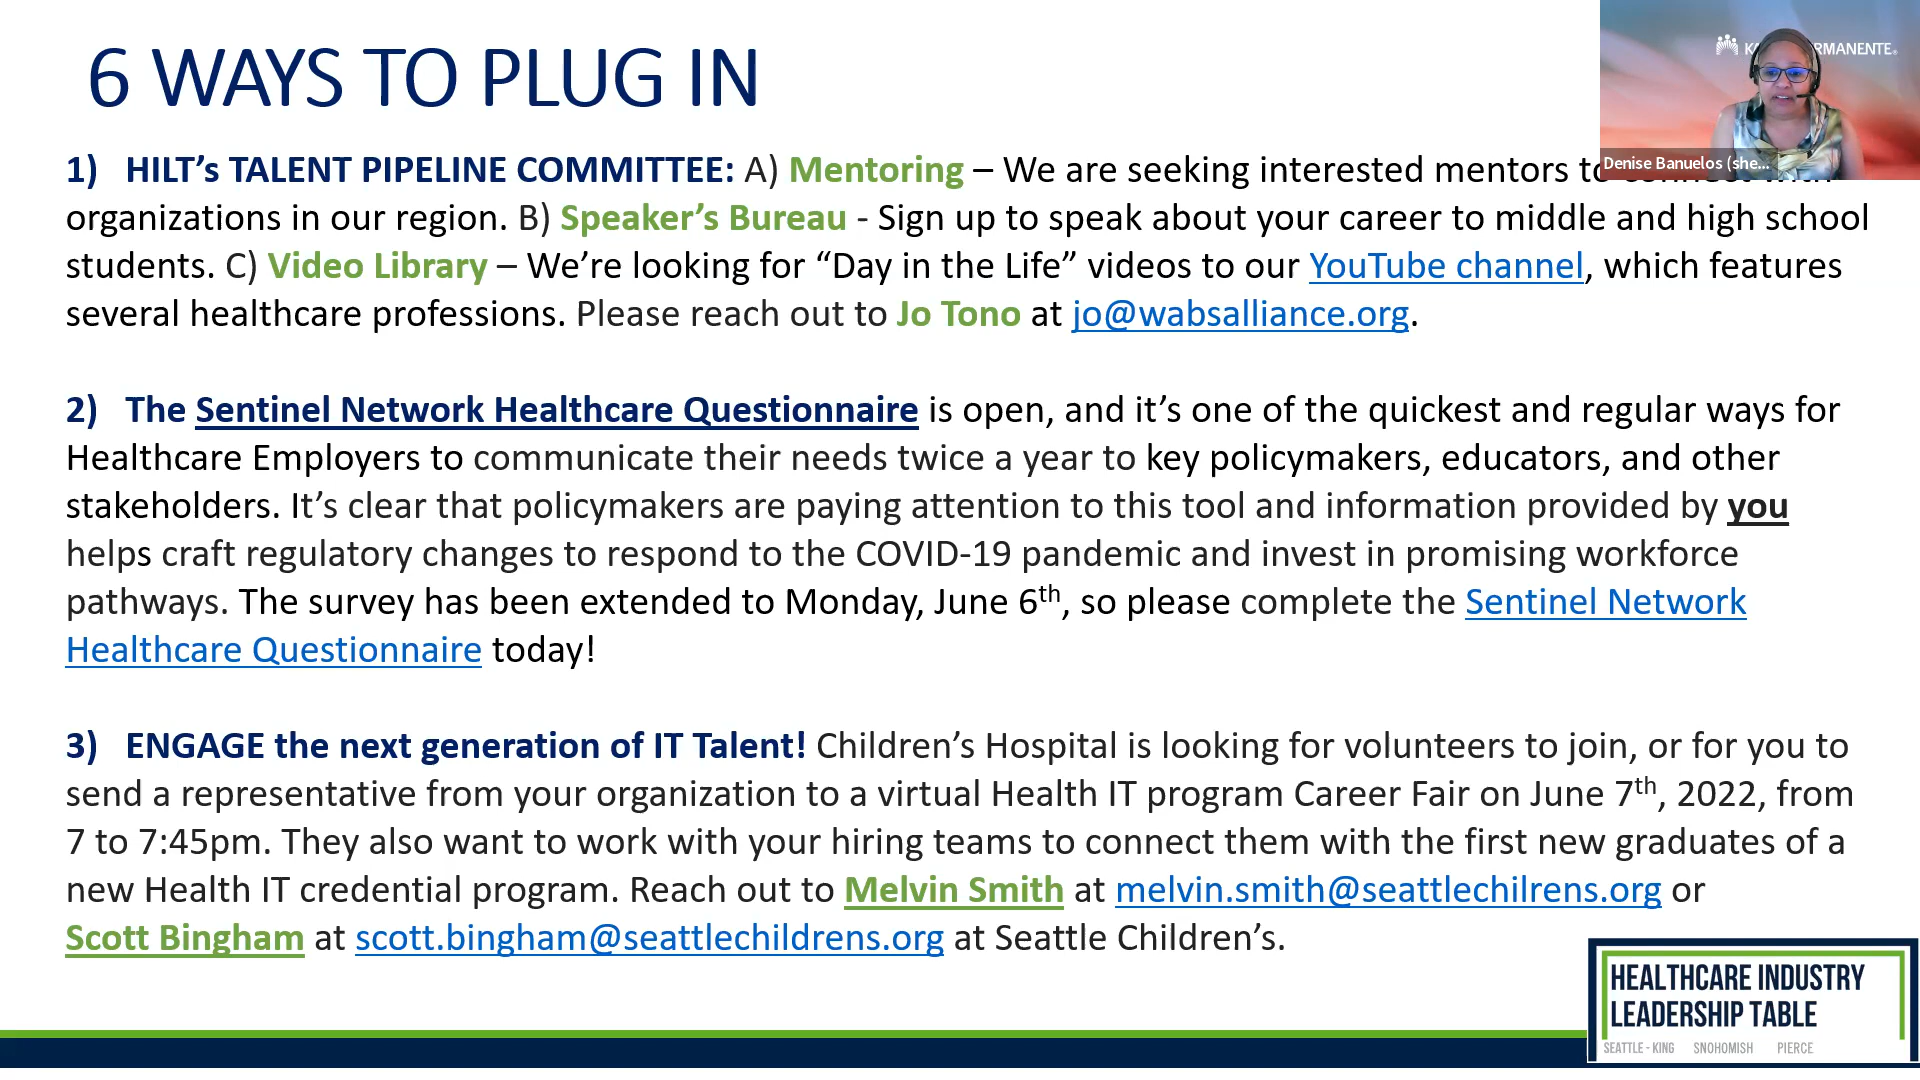 6 WAYS TO PLUG IN
KA RMANENTE®
Denise Banuelos (she...
1) HILT’s TALENT PIPELINE COMMITTEE: A) Mentoring – We are seeking interested mentors to connect with
organizations in our region. B) Speaker’s Bureau - Sign up to speak about your career to middle and high school
students. C) Video Library – We’re looking for “Day in the Life” videos to our YouTube channel, which features
several healthcare professions. Please reach out to Jo Tono at jo@wabsalliance.org.
2) The Sentinel Network Healthcare Questionnaire is open, and it’s one of the quickest and regular ways for
Healthcare Employers to communicate their needs twice a year to key policymakers, educators, and other
stakeholders. It’s clear that policymakers are paying attention to this tool and information provided by you
helps craft regulatory changes to respond to the COVID-19 pandemic and invest in promising workforce
pathways. The survey has been extended to Monday, June 6th, so please complete the Sentinel Network
Healthcare Questionnaire today!
3) ENGAGE the next generation of IT Talent! Children’s Hospital is looking for volunteers to join, or for you to
send a representative from your organization to a virtual Health IT program Career Fair on June 7th, 2022, from
7 to 7:45pm. They also want to work with your hiring teams to connect them with the first new graduates of a
new Health IT credential program. Reach out to Melvin Smith at melvin.smith@seattlechilrens.org or
Scott Bingham at scott.bingham@seattlechildrens.org at Seattle Children’s.
HEALTHCARE INDUSTRY
LEADERSHIP TABLE
SEATTLE - KING SNOHOMISH PIERCE